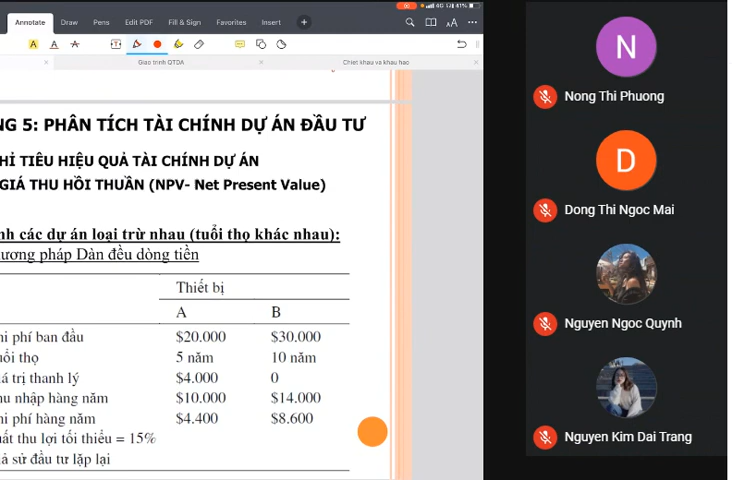 4G 41%
Annotate Draw Pens Edit PDF Fill & Sign Favorites Insert
Giao trinh QTDA Chiet khau va khau hao
NG 5: PHÂN TÍCH TÀI CHÍNH DỰ ÁN ĐẦU TƯ
HỈ TIÊU HIỆU QUẢ TÀI CHÍNH DỰ ÁN
GIÁ THU HỒI THUẦN (NPV- Net Present Value)
nh các dự án loại trừ nhau (tuổi thọ khác nhau):
hương pháp Dàn đều dòng tiền
Thiết bị
A B
hi phí ban đầu $20.000 $30.000
uổi thọ 5 năm 10 năm
iá trị thanh lý $4.000 0
hu nhập hàng năm $10.000 $14.000
hi phí hàng năm $4.400 $8.600
uất thu lợi tối thiểu = 15%
iả sử đầu tư lặp lại
N
Nong Thi Phuong
D
Dong Thi Ngoc Mai
Nguyen Ngoc Quynh
Nguyen Kim Dai Trang